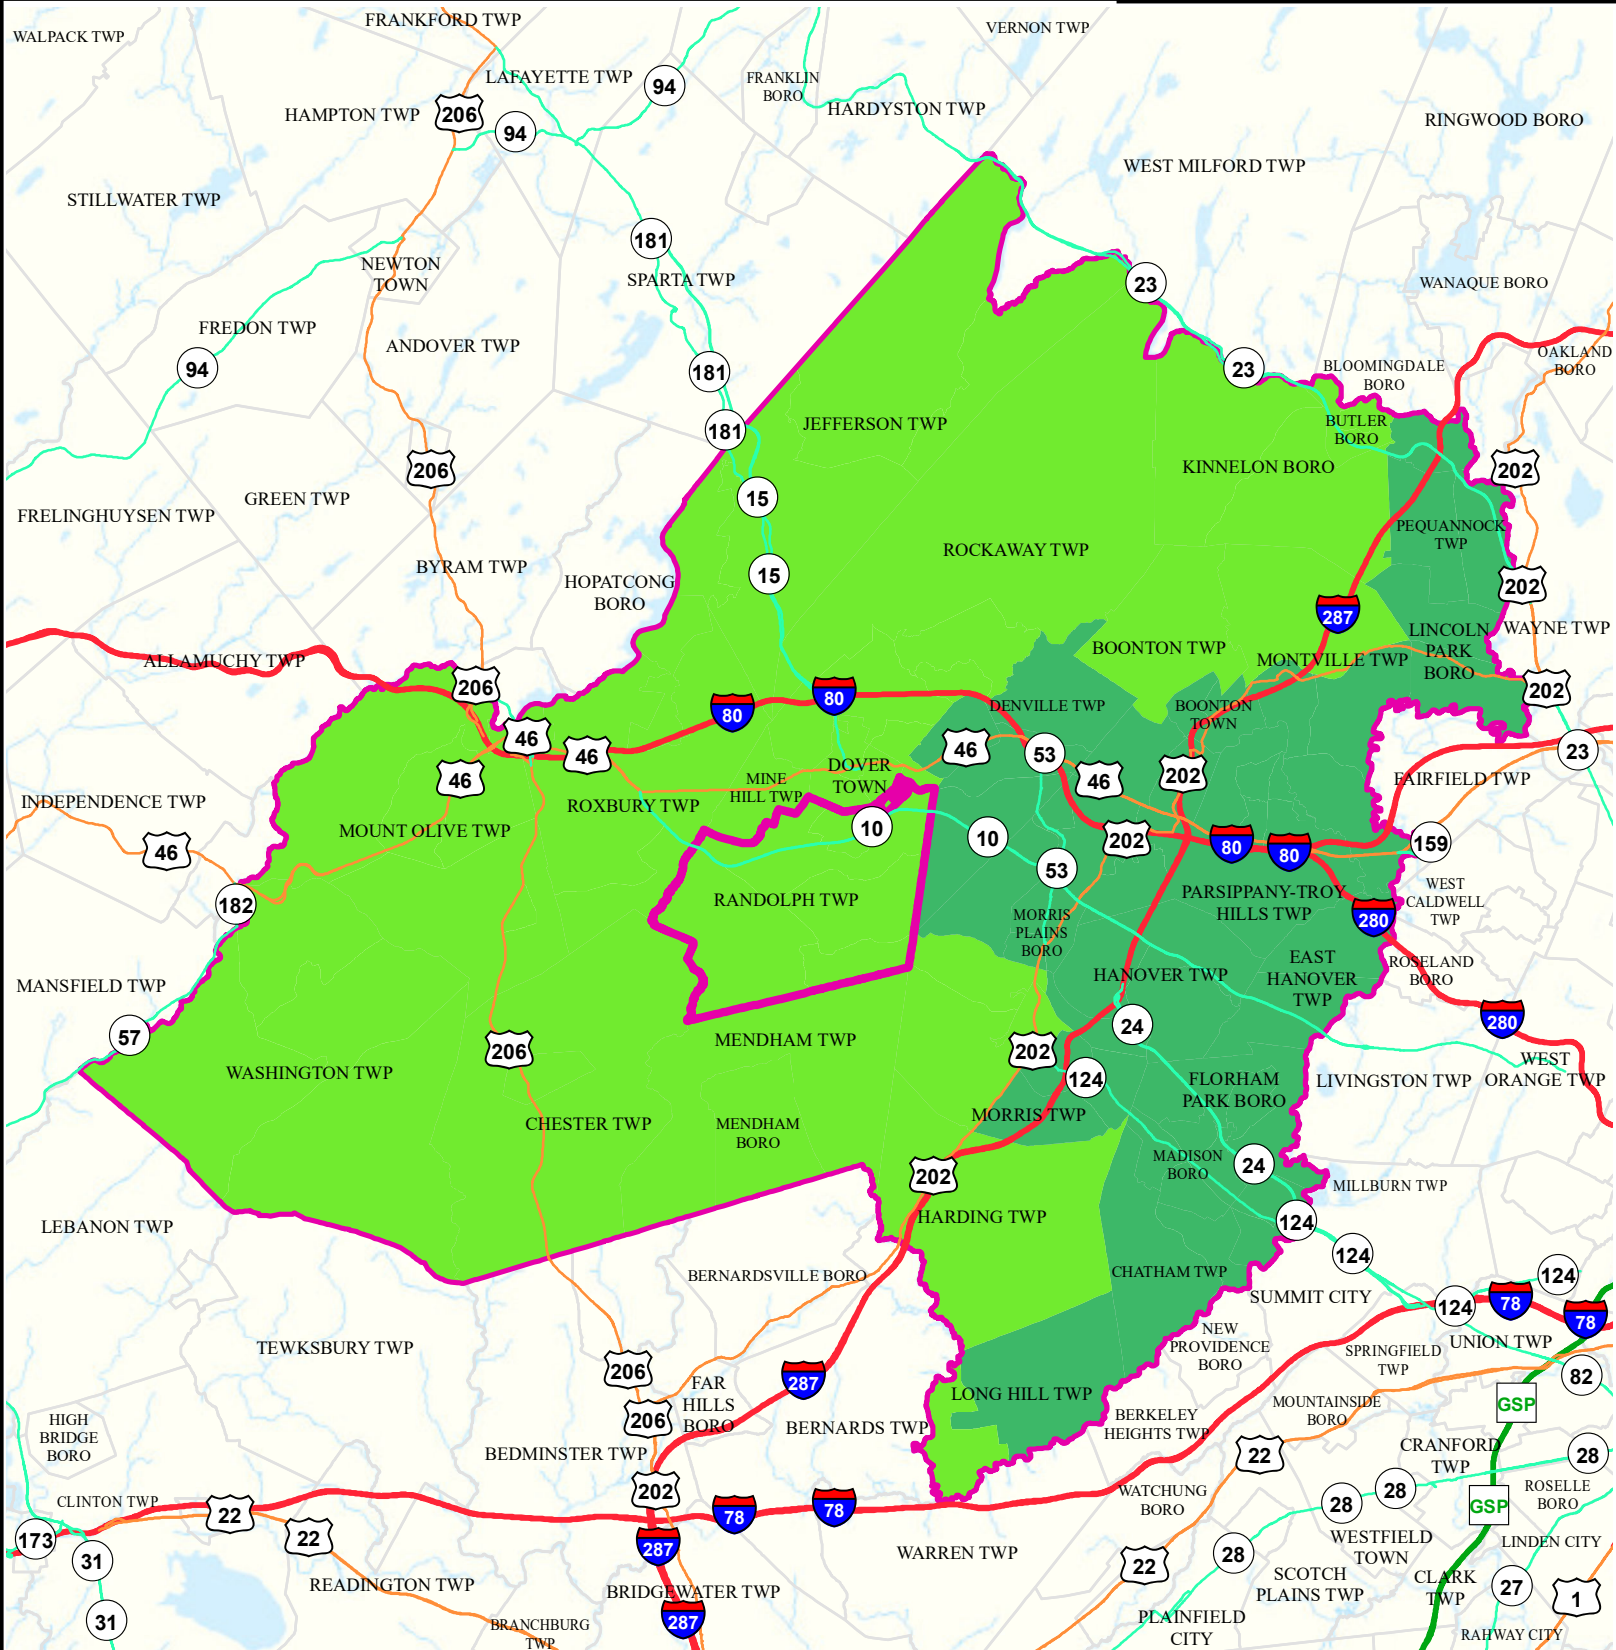 FRANKFORD TWP
VERNON TWP
WALPACK TWP
LAFAYETTE TWP
94
FRANKLIN
BORO
HARDYSTON TWP
HAMPTON TWP
206
94
RINGWOOD BORO
WEST MILFORD TWP
STILLWATER TWP
181
NEWTON
TOWN
SPARTA TWP
23
WANAQUE BORO
FREDON TWP
ANDOVER TWP
94
181
23
BLOOMINGDALE
BORO
OAKLAND
BORO
181
JEFFERSON TWP
BUTLER
BORO
206
KINNELON BORO
202
GREEN TWP
15
FRELINGHUYSEN TWP
PEQUANNOCK
TWP
ROCKAWAY TWP
BYRAM TWP
15
HOPATCONG
BORO
202
287
LINCOLN
PARK
BORO
WAYNE TWP
ALLAMUCHY TWP
BOONTON TWP
MONTVILLE TWP
206
80
80
DENVILLE TWP
BOONTON
TOWN
202
46
46
46
53
23
46
MINE
HILL TWP
DOVER
TOWN
46
202
FAIRFIELD TWP
INDEPENDENCE TWP
ROXBURY TWP
MOUNT OLIVE TWP
10
10
202
80
80
159
46
53
182
RANDOLPH TWP
MORRIS
PLAINS
BORO
PARSIPPANY-TROY
HILLS TWP
WEST
CALDWELL
TWP
280
MANSFIELD TWP
HANOVER TWP
EAST
HANOVER
TWP
ROSELAND
BORO
57
206
MENDHAM TWP
24
202
280
WASHINGTON TWP
124
FLORHAM
PARK BORO
LIVINGSTON TWP
WEST
ORANGE TWP
CHESTER TWP
MENDHAM
BORO
MORRIS TWP
MADISON
BORO
24
202
MILLBURN TWP
LEBANON TWP
HARDING TWP
124
124
BERNARDSVILLE BORO
CHATHAM TWP
124
SUMMIT CITY
124
78
78
TEWKSBURY TWP
NEW
PROVIDENCE
BORO
SPRINGFIELD
TWP
UNION TWP
206
287
FAR
HILLS
BORO
LONG HILL TWP
82
MOUNTAINSIDE
BORO
GSP
206
HIGH
BRIDGE
BORO
BEDMINSTER TWP
BERNARDS TWP
BERKELEY
HEIGHTS TWP
22
CRANFORD
TWP
28
202
28
28
WATCHUNG
BORO
ROSELLE
BORO
CLINTON TWP
22
78
78
GSP
173
22
287
WARREN TWP
28
WESTFIELD
TOWN
LINDEN CITY
31
READINGTON TWP
BRIDGEWATER TWP
22
SCOTCH
PLAINS TWP
CLARK
TWP
27
1
31
BRANCHBURG
TWP
287
PLAINFIELD
CITY
RAHWAY CITY